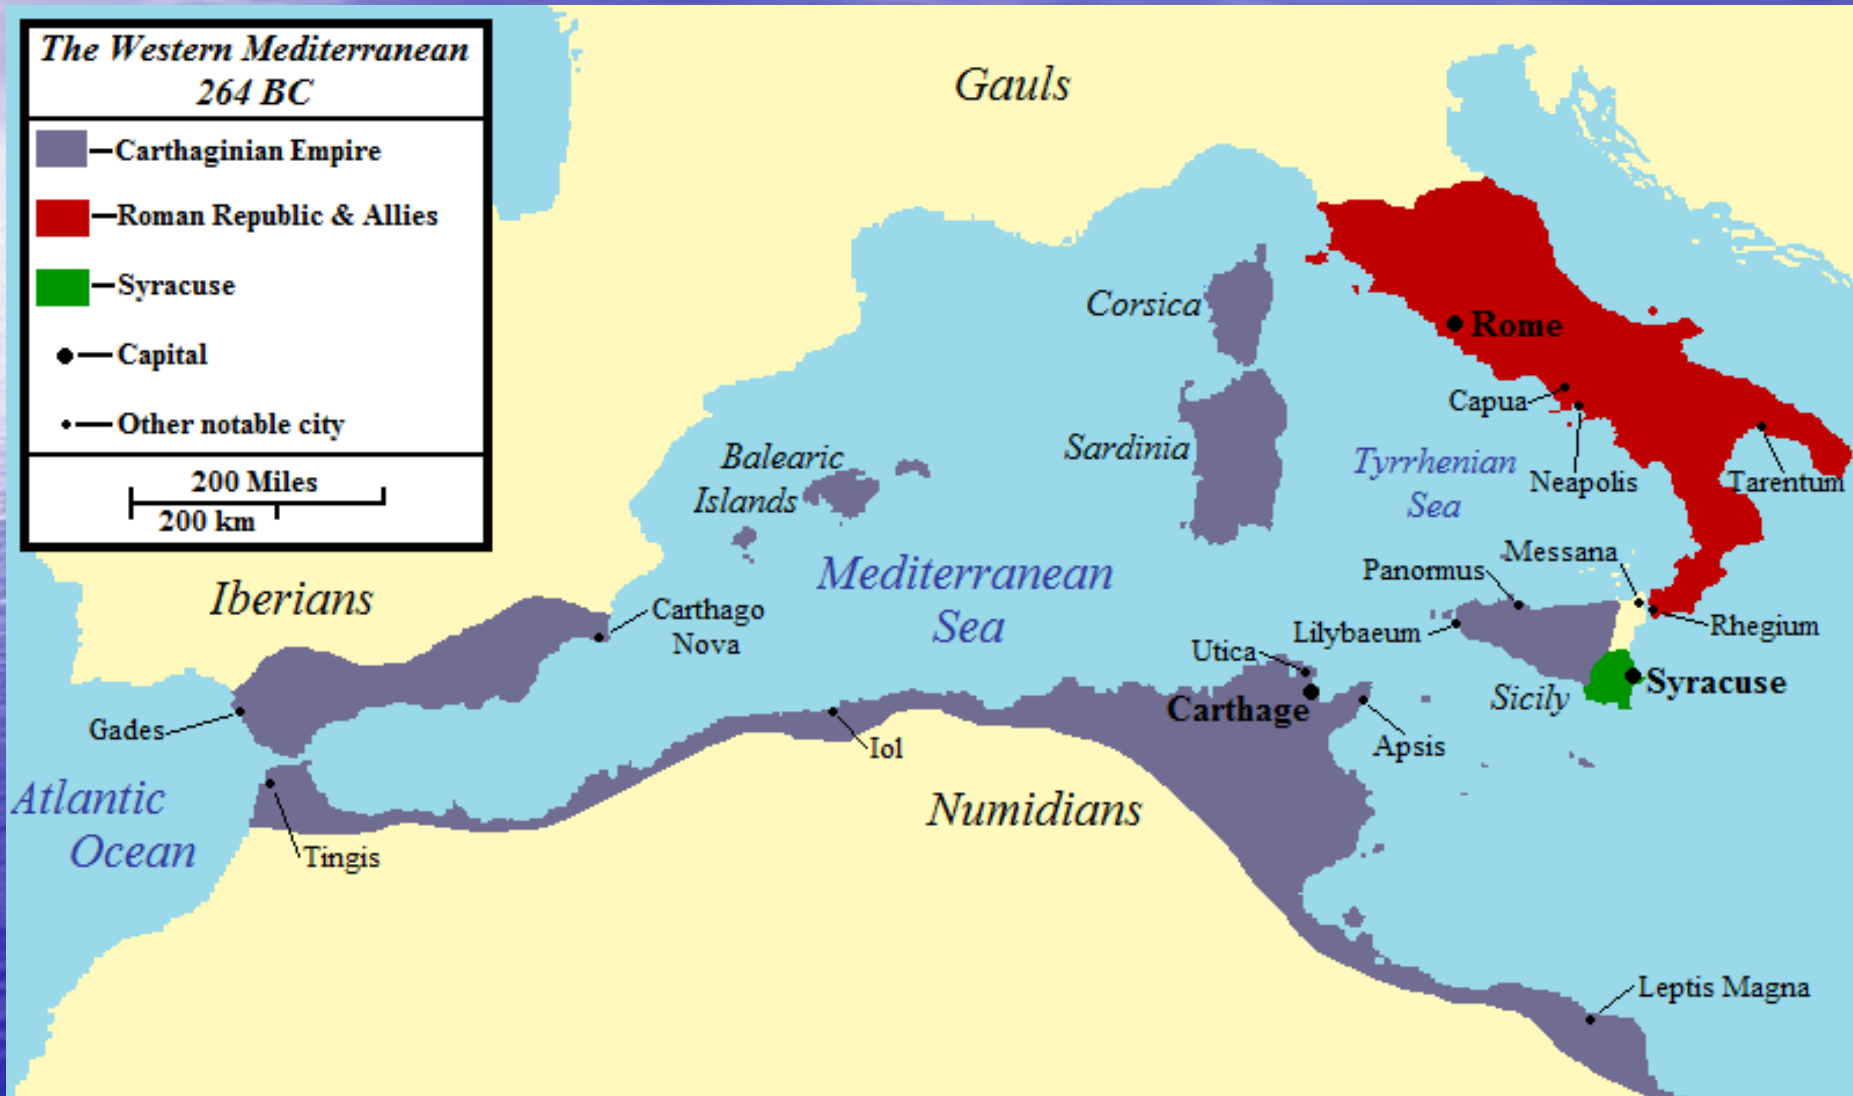 The Western Mediterranean
264 BC
Carthaginian Empire
Roman Republic & Allies
Syracuse
Capital
Other notable city
200 Miles
200 km
Gauls
Corsica
Rome
Capua
Sardinia
Balearic
Islands
Tyrrhenian
Sea
Neapolis
Tarentum
Messana
Panormus
Mediterranean
Sea
Iberians
Carthago
Nova
Lilybaeum
Rhegium
Utica
Sicily
Syracuse
Carthage
Gades
Iol
Apsis
Atlantic
Ocean
Numidians
Tingis
Leptis Magna